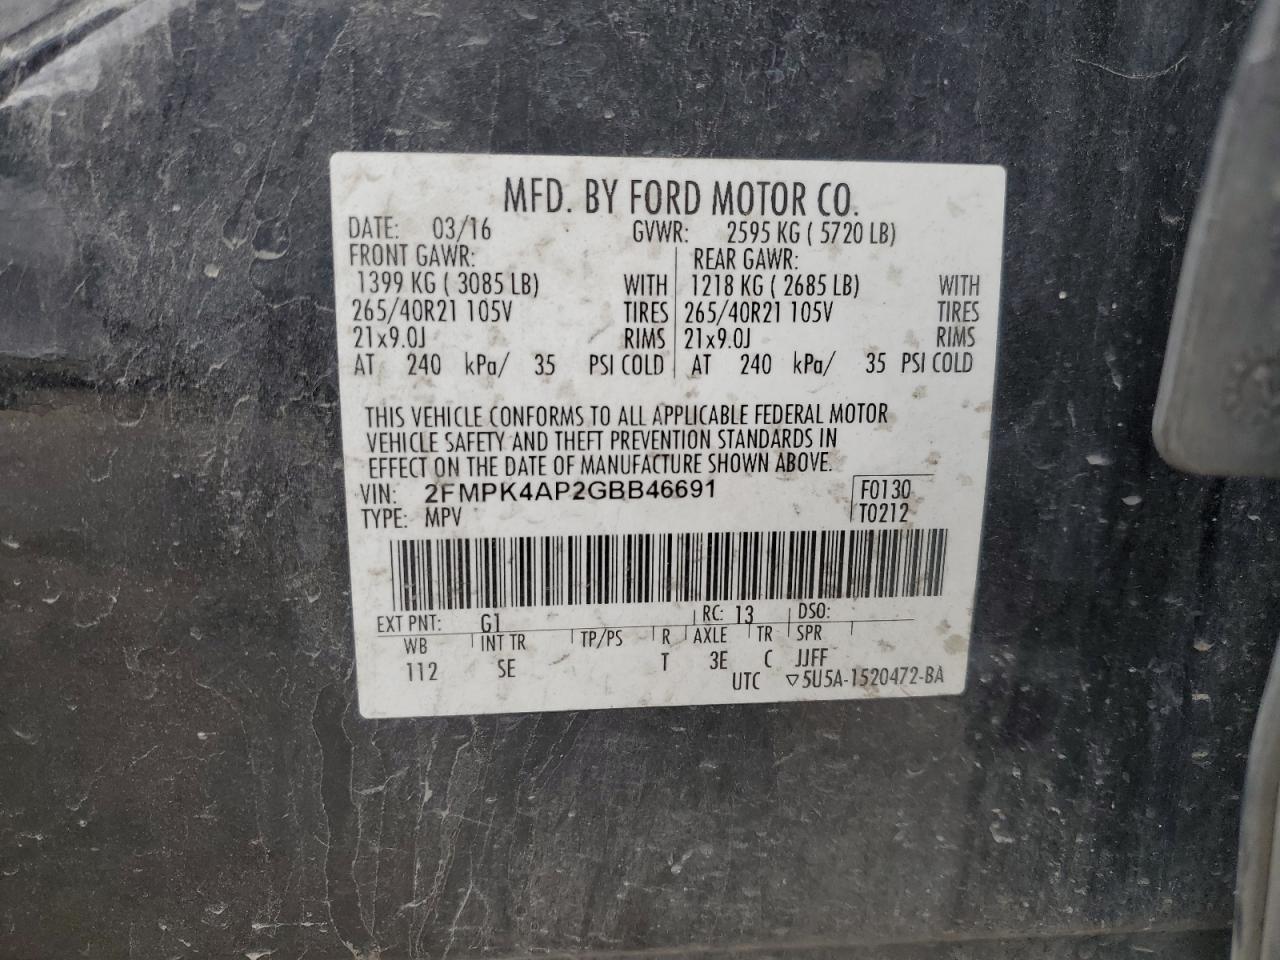 MFD. BY FORD MOTOR CO.
DATE: 03/16 GVWR: 2595 KG ( 5720 LB)
FRONT GAWR: REAR GAWR:
1399 KG ( 3085 LB) WITH 1218 KG ( 2685 LB) WITH
265/40R21 105V TIRES 265/40R21 105V TIRES
21x9.0J RIMS 21x9.0J RIMS
AT 240 kPa/ 35 PSI COLD AT 240 kPa/ 35 PSI COLD
THIS VEHICLE CONFORMS TO ALL APPLICABLE FEDERAL MOTOR
VEHICLE SAFETY AND THEFT PREVENTION STANDARDS IN
EFFECT ON THE DATE OF MANUFACTURE SHOWN ABOVE.
VIN: 2FMPK4AP2GBB46691 F0130
TYPE: MPV T0212
EXT PNT: G1 RC: 13 DSO:
WB INT TR TP/PS R AXLE TR SPR
112 SE T 3E C JJFF
UTC ▽5U5A-1520472-BA